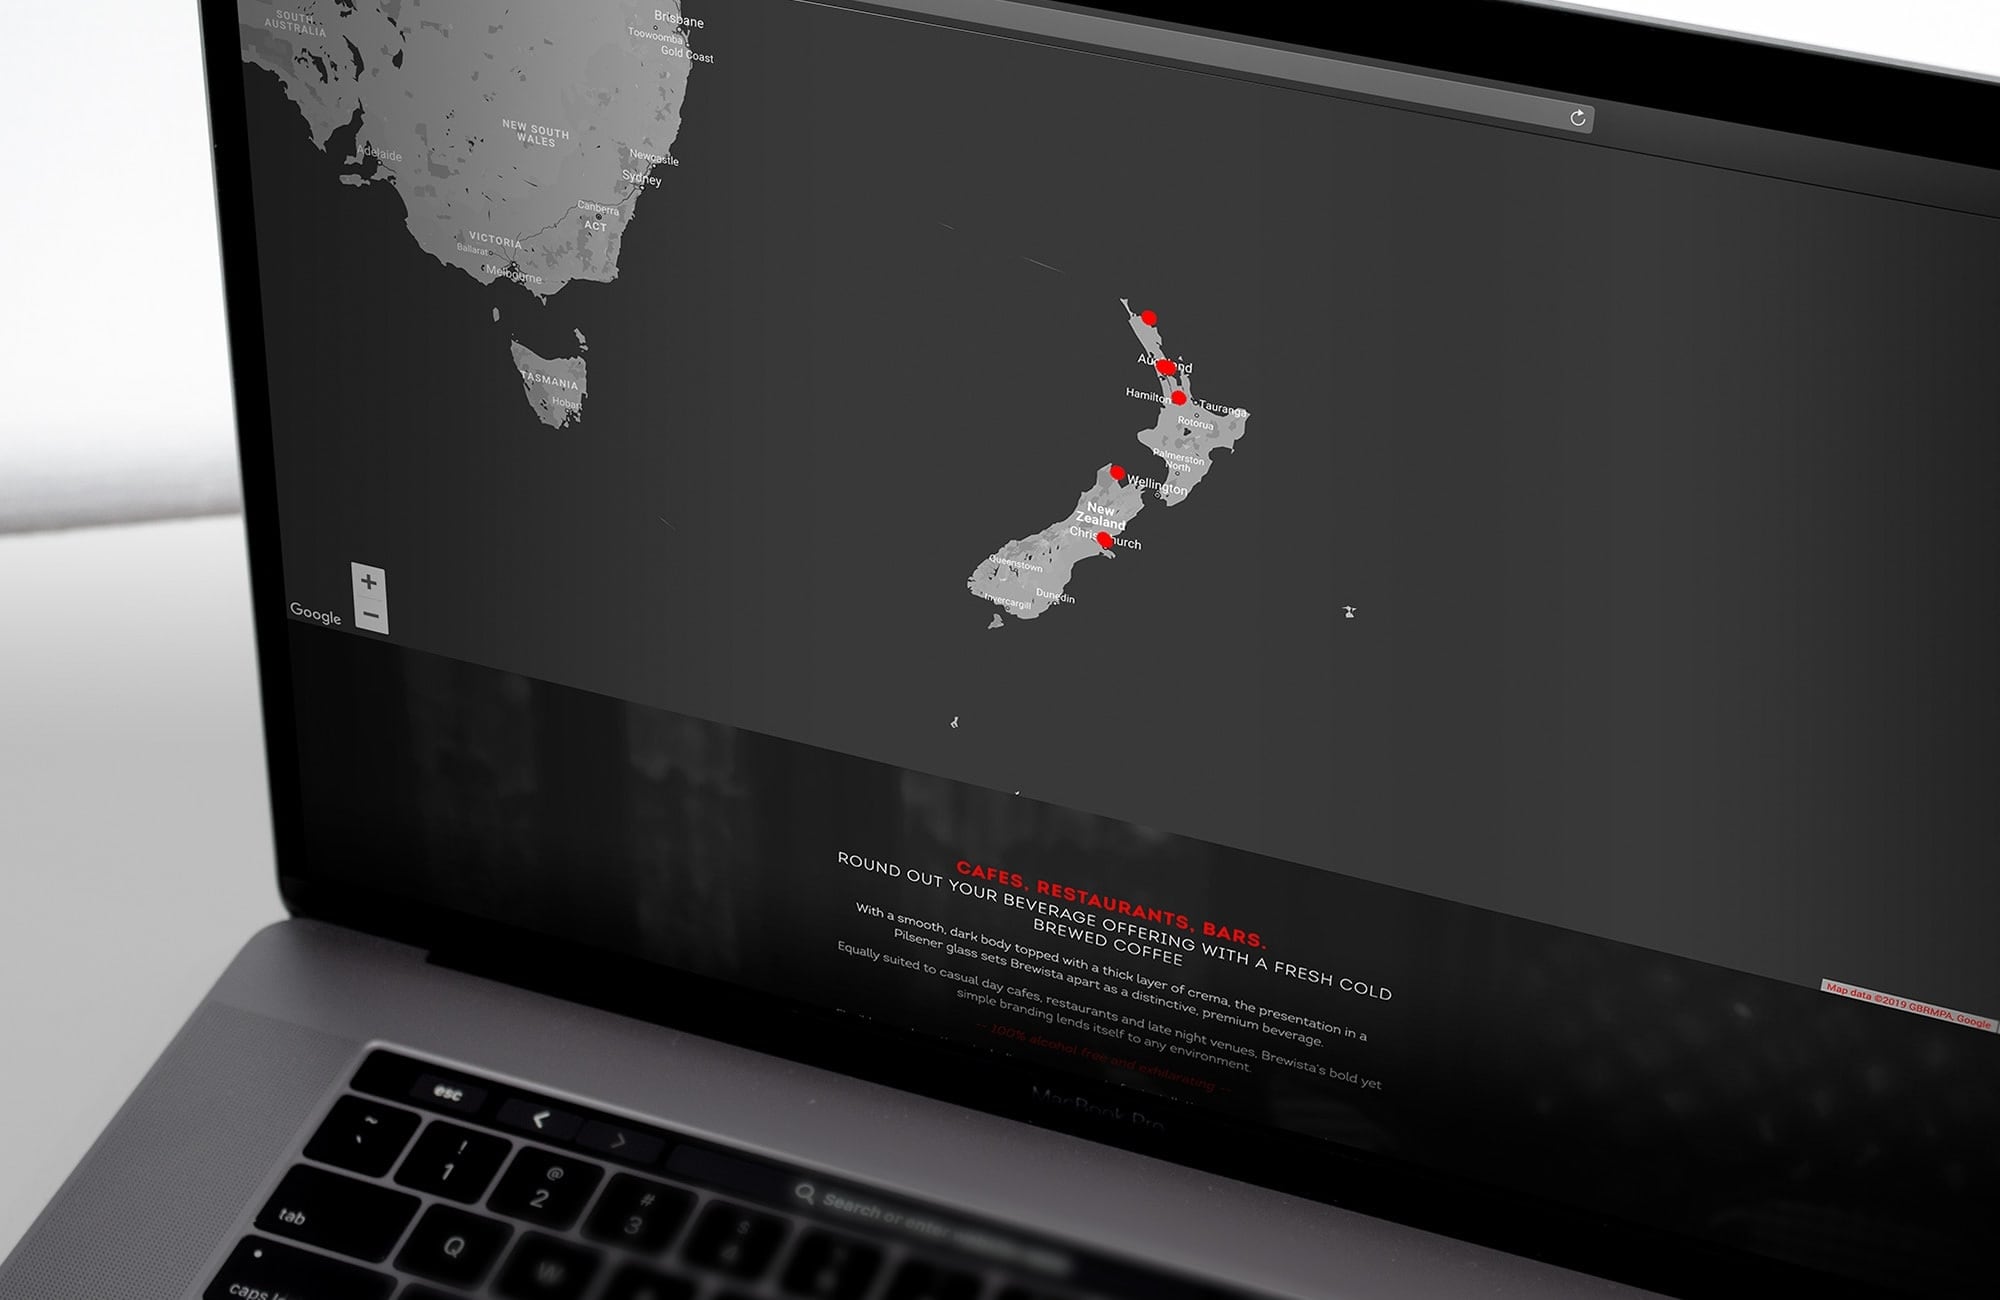 SOUTH
AUSTRALIA
Brisbane
Toowoomba
Gold Coast
NEW SOUTH
WALES
Adelaide
Newcastle
Sydney
Canberra
ACT
VICTORIA
Ballarat
Melbourne
TASMANIA
Hobart
Hamilton
Tauranga
Rotorua
Palmerston
North
Wellington
New
Zealand
Queenstown
Dunedin
Invercargill
+
−
Google
Map data ©2019 GBRMPA, Google
CAFES, RESTAURANTS, BARS.
ROUND OUT YOUR BEVERAGE OFFERING WITH A FRESH COLD
BREWED COFFEE
With a smooth, dark body topped with a thick layer of crema, the presentation in a
Pilsener glass sets Brewista apart as a distinctive, premium beverage.
Equally suited to casual day cafes, restaurants and late night venues, Brewista's bold yet
simple branding lends itself to any environment.
-- 100% alcohol free and exhilarating --
MacBook Pro
esc
Search or enter
~
` 
! 1
@ 2
# 3
$ 4
tab
Q
W
caps